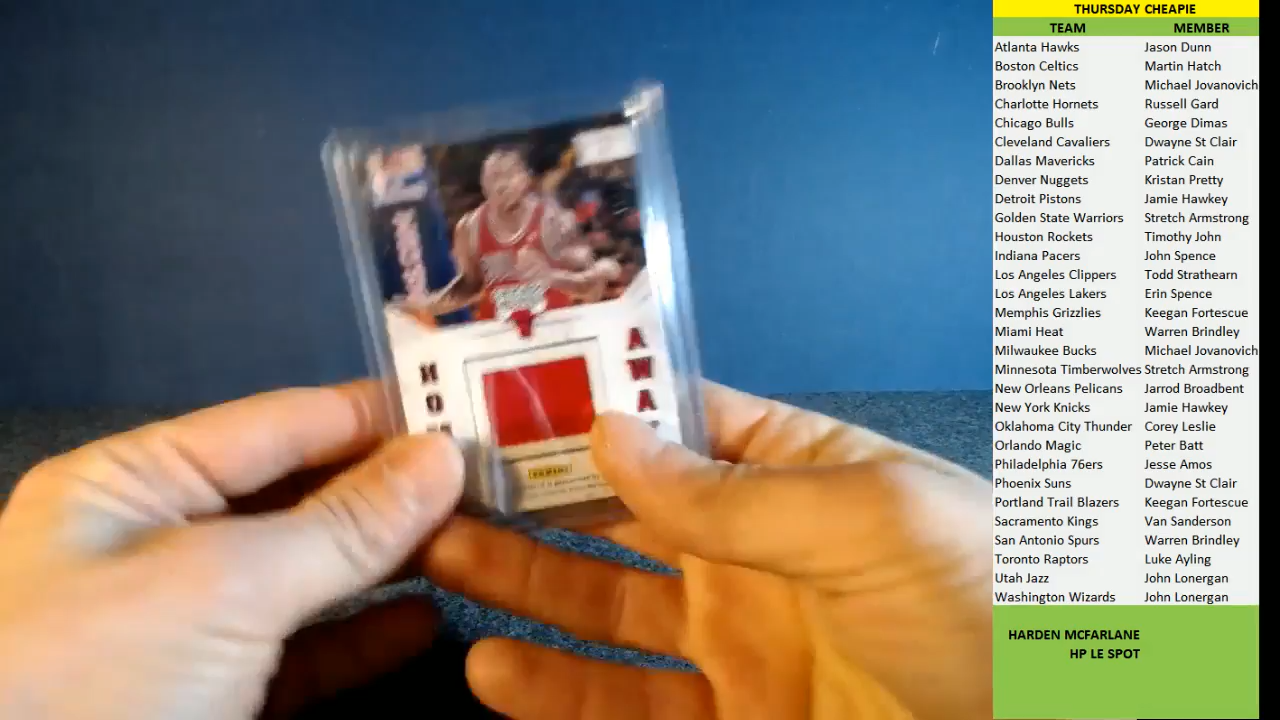 THURSDAY CHEAPIE
TEAM MEMBER
Atlanta Hawks Jason Dunn
Boston Celtics Martin Hatch
Brooklyn Nets Michael Jovanovich
Charlotte Hornets Russell Gard
Chicago Bulls George Dimas
Cleveland Cavaliers Dwayne St Clair
Dallas Mavericks Patrick Cain
Denver Nuggets Kristan Pretty
Detroit Pistons Jamie Hawkey
Golden State Warriors Stretch Armstrong
Houston Rockets Timothy John
Indiana Pacers John Spence
Los Angeles Clippers Todd Strathearn
Los Angeles Lakers Erin Spence
Memphis Grizzlies Keegan Fortescue
Miami Heat Warren Brindley
Milwaukee Bucks Michael Jovanovich
Minnesota Timberwolves Stretch Armstrong
New Orleans Pelicans Jarrod Broadbent
New York Knicks Jamie Hawkey
Oklahoma City Thunder Corey Leslie
Orlando Magic Peter Batt
Philadelphia 76ers Jesse Amos
Phoenix Suns Dwayne St Clair
Portland Trail Blazers Keegan Fortescue
Sacramento Kings Van Sanderson
San Antonio Spurs Warren Brindley
Toronto Raptors Luke Ayling
Utah Jazz John Lonergan
Washington Wizards John Lonergan
HARDEN MCFARLANE
HP LE SPOT
HO
AWA
PANINI